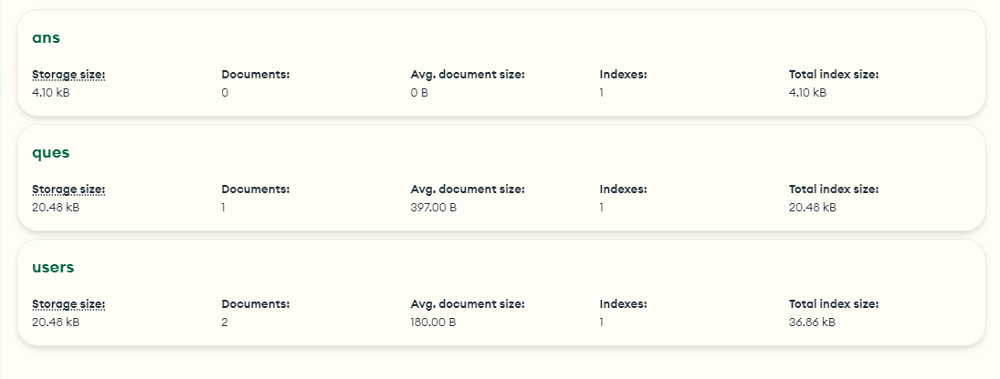 ans
Storage size: Documents: Avg. document size: Indexes: Total index size:
4.10 kB 0 0 B 1 4.10 kB
ques
Storage size: Documents: Avg. document size: Indexes: Total index size:
20.48 kB 1 397.00 B 1 20.48 kB
users
Storage size: Documents: Avg. document size: Indexes: Total index size:
20.48 kB 2 180.00 B 1 36.86 kB